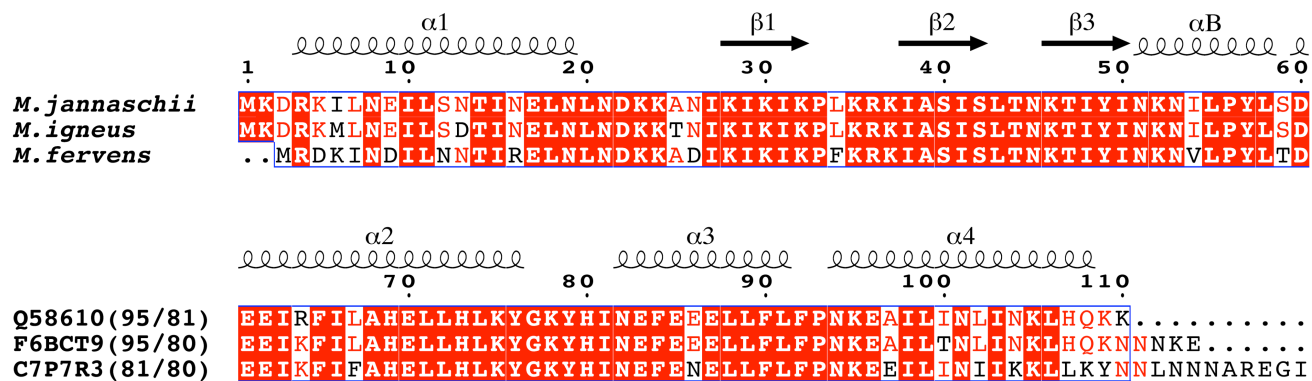 α1 β1 β2 β3 αB
1 10 20 30 40 50 60
M.jannaschii MKDRKILNEILSNTINELNLNDKKANIKIKIKPLKRKIASISLTNKTIYINKNILPYLSD
M.igneus MKDRKMLNEILSDTINELNLNDKKTNIKIKIKPLKRKIASISLTNKTIYINKNILPYLSD
M.fervens ..MRDKINDILNNTIRELNLNDKKADIKIKIKPFKRKIASISLTNKTIYINKNVLPYLTD
α2 α3 α4
70 80 90 100 110
Q58610(95/81) EEIRFILAHELLHLKYGKYHINEFEEELLFLFPNKEAILINLINKLHQKK..........
F6BCT9(95/80) EEIKFILAHELLHLKYGKYHINEFEEELLFLFPNKEAILTNLINKLHQKNNNKE......
C7P7R3(81/80) EEIKFIFAHELLHLKYGKYHINEFENELLFLFPNKEEILINIIKKLLKYNNLNNNAREGI